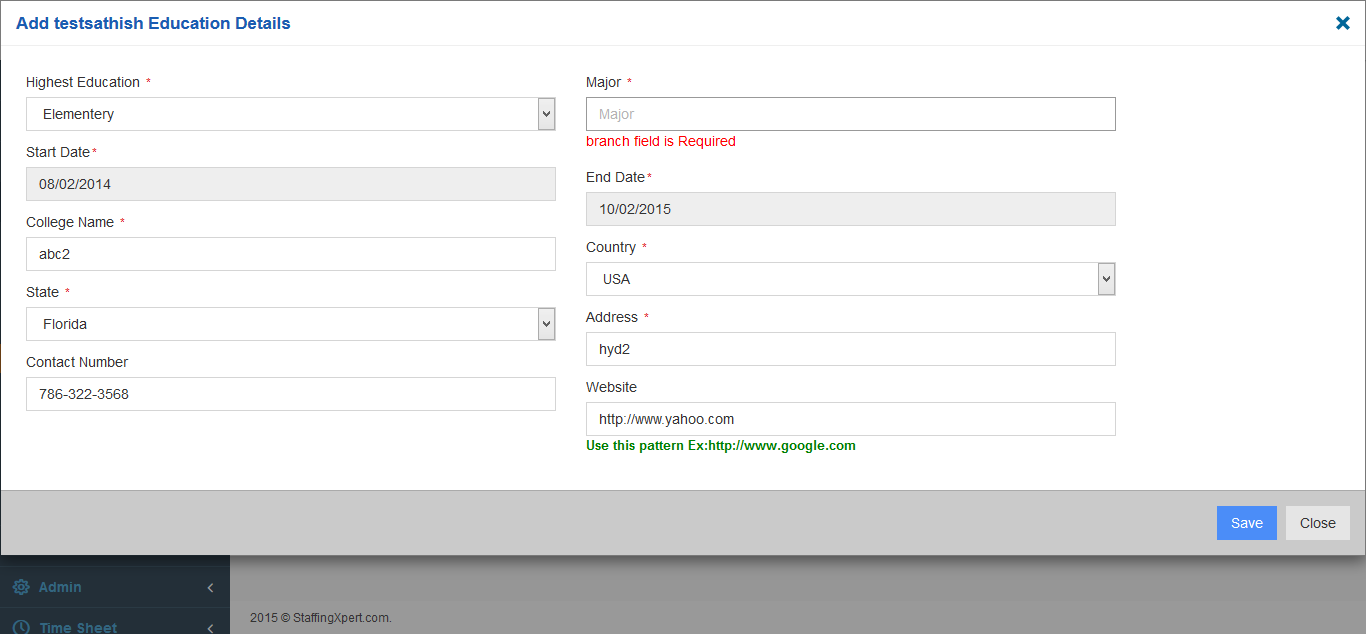 Add testsathish Education Details
Highest Education *
Elementery
Start Date*
08/02/2014
College Name *
abc2
State *
Florida
Contact Number
786-322-3568
Major *
Major
branch field is Required
End Date*
10/02/2015
Country *
USA
Address *
hyd2
Website
http://www.yahoo.com
Use this pattern Ex:http://www.google.com
Save
Close
Admin
Time Sheet
2015 © StaffingXpert.com.